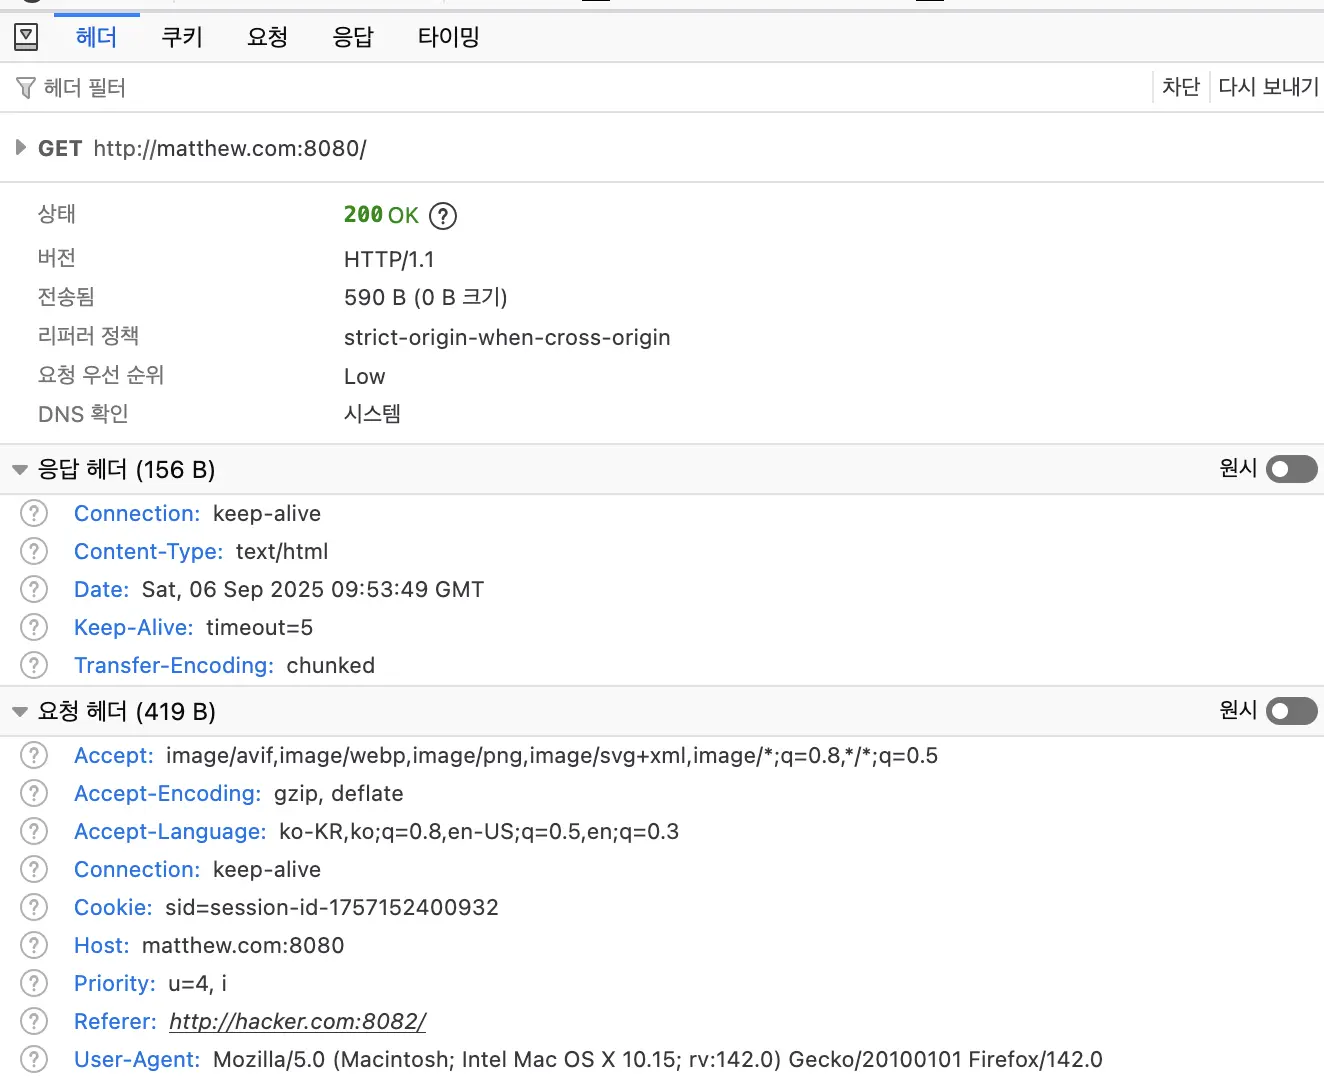 헤더 쿠키 요청 응답 타이밍
헤더 필터 차단 다시 보내기
GET http://matthew.com:8080/
상태 200 OK ?
버전 HTTP/1.1
전송됨 590 B (0 B 크기)
리퍼러 정책 strict-origin-when-cross-origin
요청 우선 순위 Low
DNS 확인 시스템
응답 헤더 (156 B) 원시
? Connection: keep-alive
? Content-Type: text/html
? Date: Sat, 06 Sep 2025 09:53:49 GMT
? Keep-Alive: timeout=5
? Transfer-Encoding: chunked
요청 헤더 (419 B) 원시
? Accept: image/avif,image/webp,image/png,image/svg+xml,image/*;q=0.8,*/*;q=0.5
? Accept-Encoding: gzip, deflate
? Accept-Language: ko-KR,ko;q=0.8,en-US;q=0.5,en;q=0.3
? Connection: keep-alive
? Cookie: sid=session-id-1757152400932
? Host: matthew.com:8080
? Priority: u=4, i
? Referer: http://hacker.com:8082/
? User-Agent: Mozilla/5.0 (Macintosh; Intel Mac OS X 10.15; rv:142.0) Gecko/20100101 Firefox/142.0